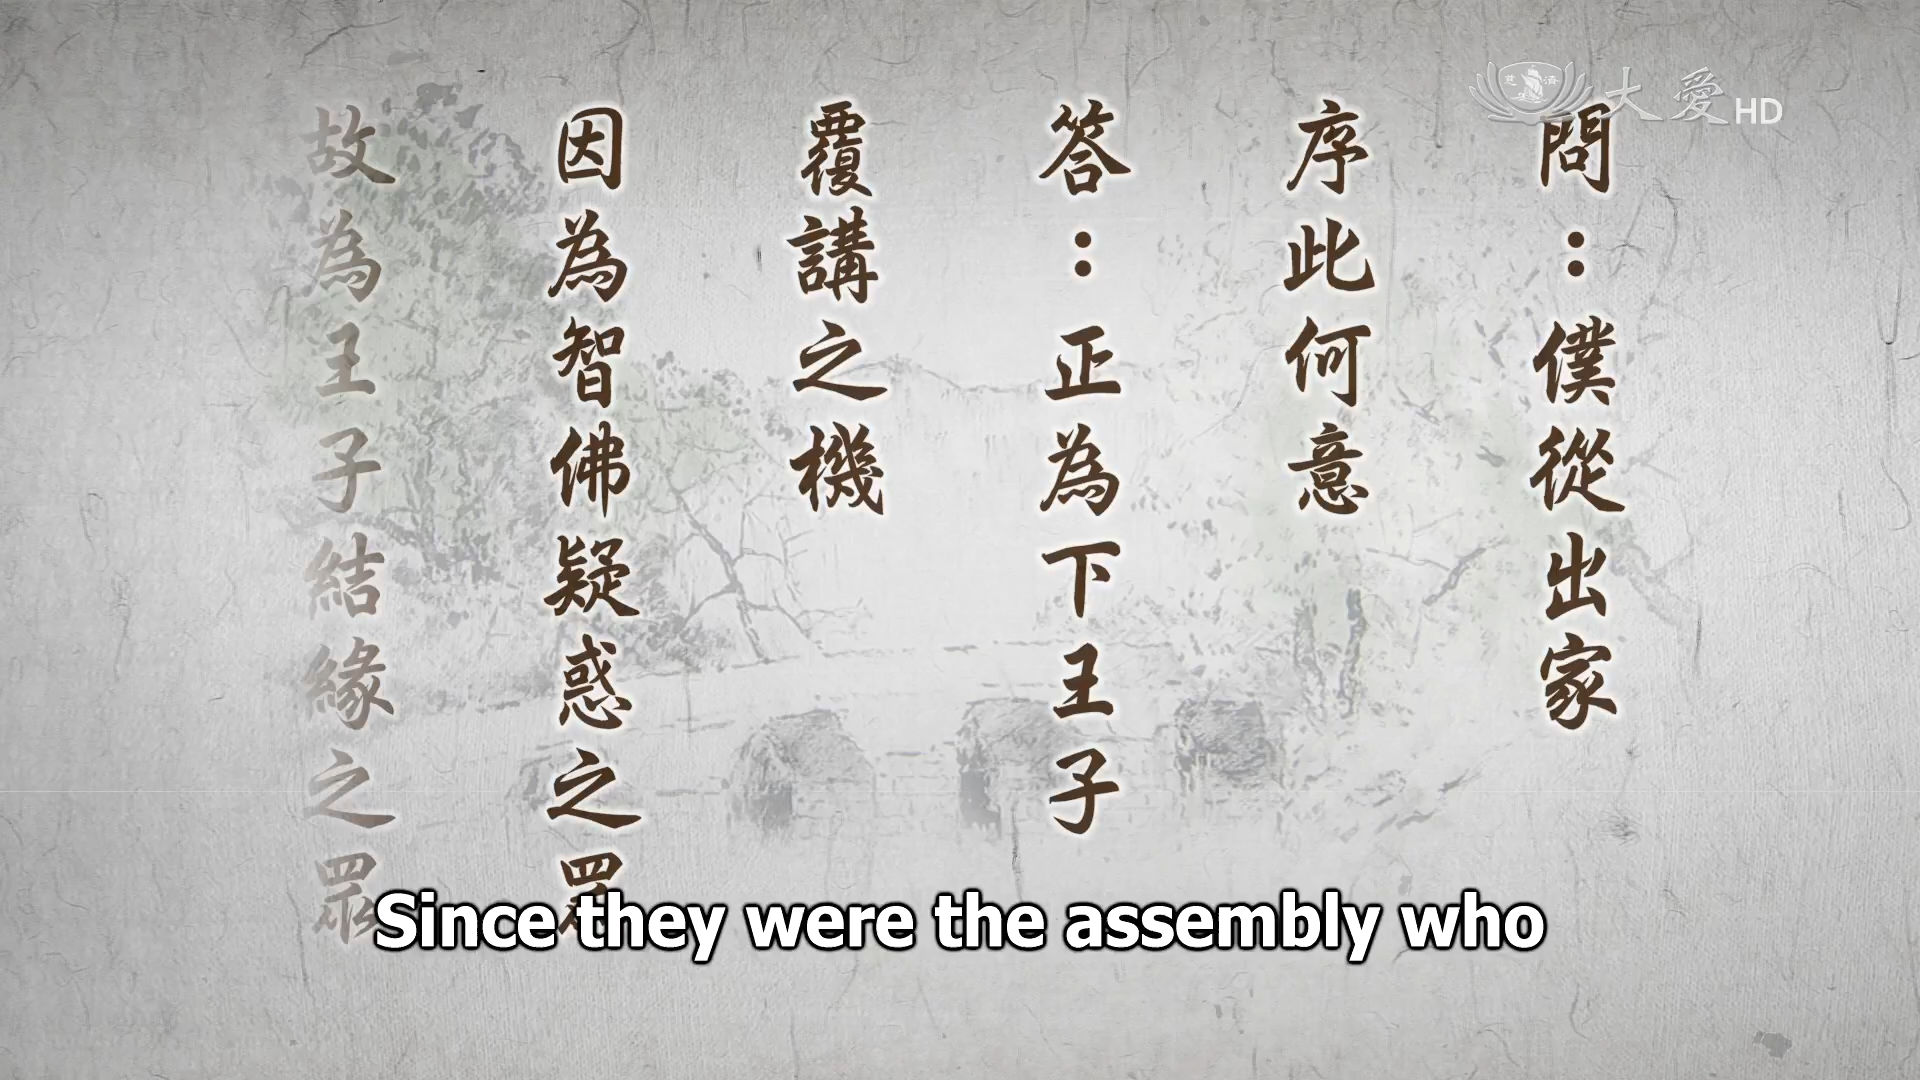 大愛HD
問：僕從出家
序此何意
答：正為下王子
覆講之機
因為智佛疑惑之眾
故為王子結緣之眾
Since they were the assembly who